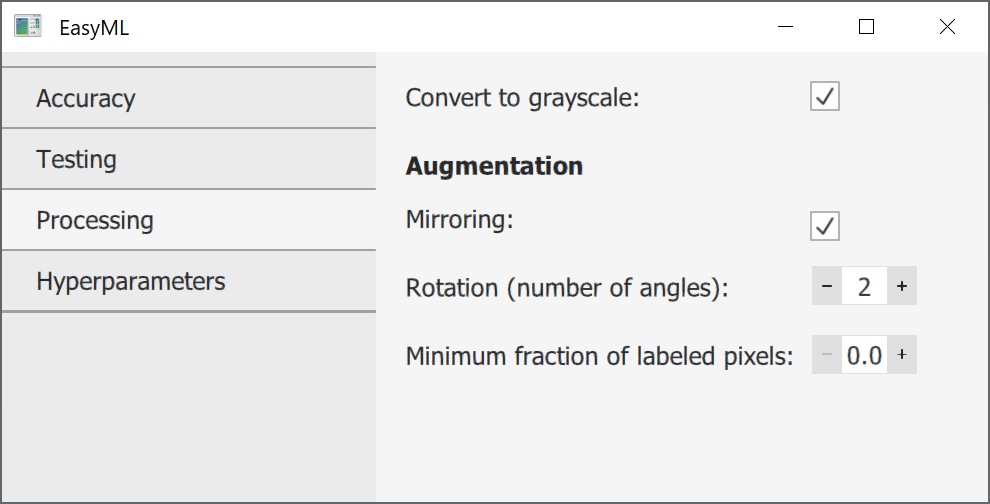 EasyML
Accuracy
Testing
Processing
Hyperparameters
Convert to grayscale:
Augmentation
Mirroring:
Rotation (number of angles): - 2 +
Minimum fraction of labeled pixels: - 0.0 +